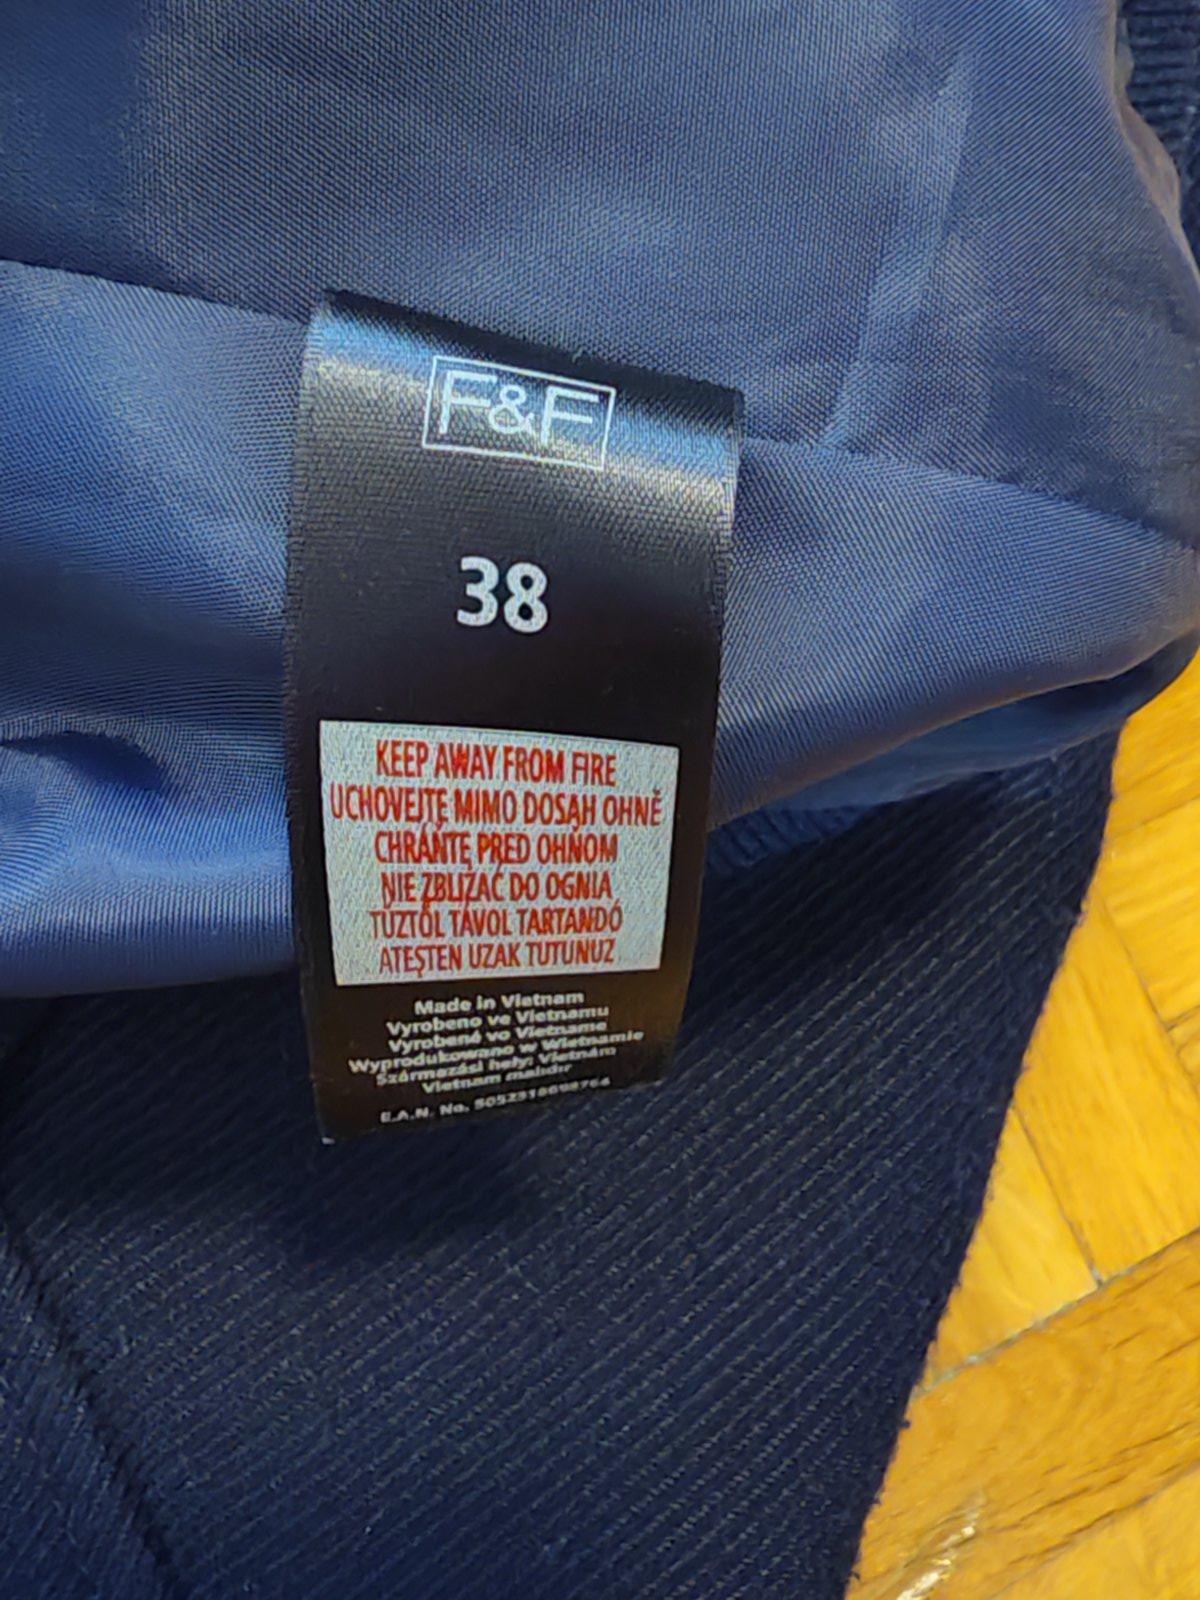 F&F
38
KEEP AWAY FROM FIRE
UCHOVEJTE MIMO DOSAH OHNĚ
CHRÁŇTE PRED OHŇOM
NIE ZBLIŻAĆ DO OGNIA
TŰZTŐL TÁVOL TARTANDÓ
ATEŞTEN UZAK TUTUNUZ
Made in Vietnam
Vyrobeno ve Vietnamu
Vyrobené vo Vietname
Wyprodukowano w Wietnamie
Származási hely: Vietnám
Vietnam malıdır
E.A.N. No. 5052318698764